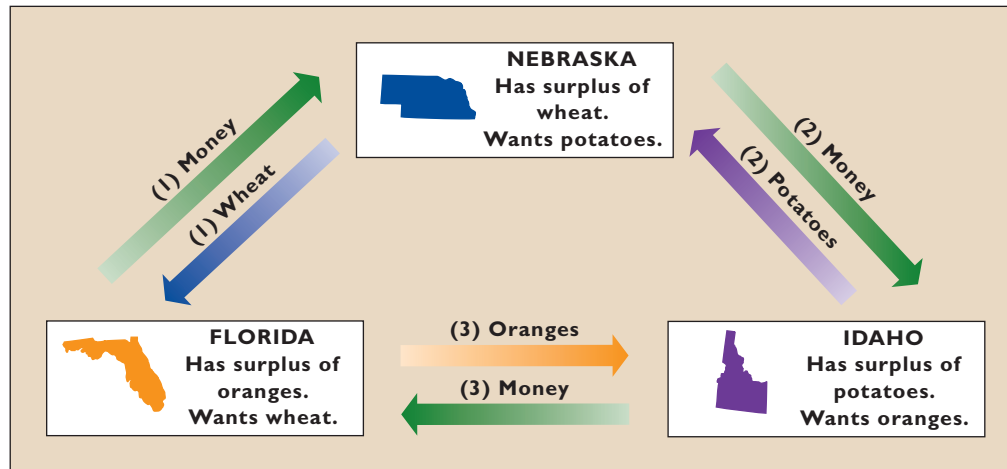 NEBRASKA
Has surplus of
wheat.
Wants potatoes.
(1) Money
(1) Wheat
(2) Money
(2) Potatoes
FLORIDA
Has surplus of
oranges.
Wants wheat.
(3) Oranges
(3) Money
IDAHO
Has surplus of
potatoes.
Wants oranges.